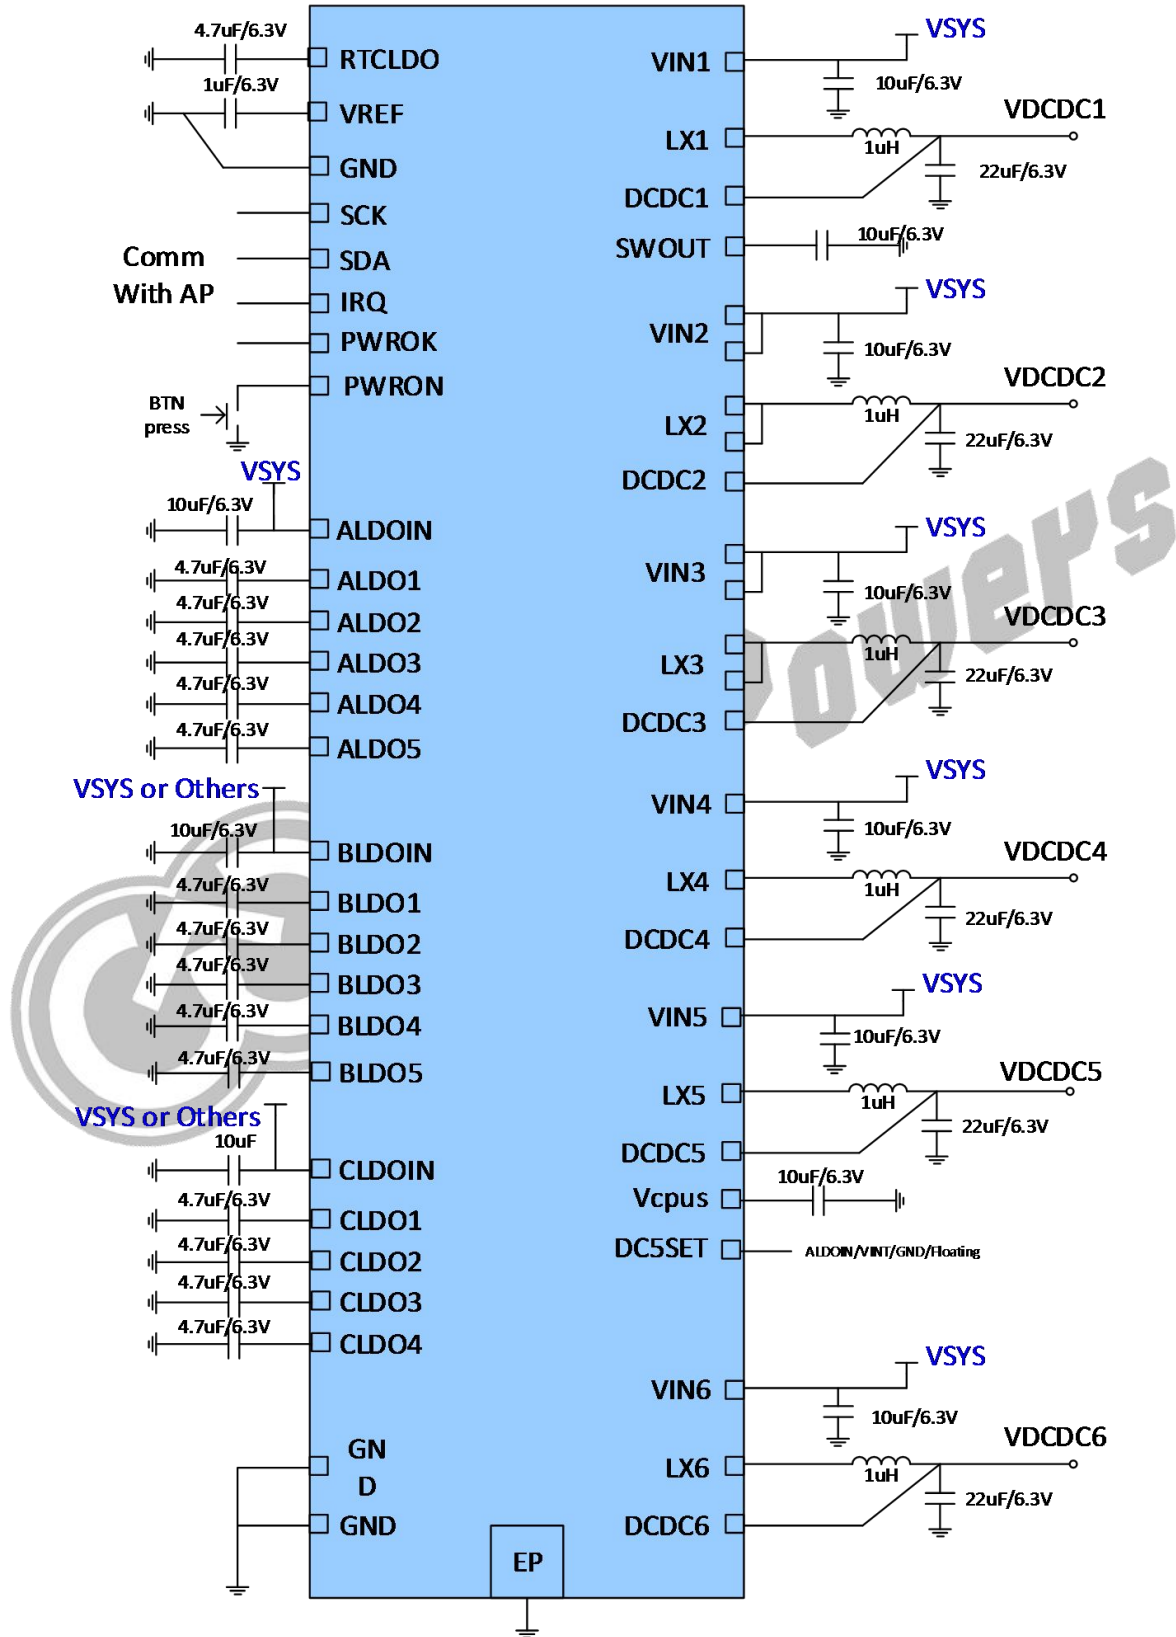 4.7uF/6.3V
RTCLDO
1uF/6.3V
VREF
GND
SCK
Comm
With AP
SDA
IRQ
PWROK
PWRON
BTN
press
VSYS
10uF/6.3V
ALDOIN
4.7uF/6.3V
ALDO1
4.7uF/6.3V
ALDO2
4.7uF/6.3V
ALDO3
4.7uF/6.3V
ALDO4
4.7uF/6.3V
ALDO5
VSYS or Others
10uF/6.3V
BLDOIN
4.7uF/6.3V
BLDO1
4.7uF/6.3V
BLDO2
4.7uF/6.3V
BLDO3
4.7uF/6.3V
BLDO4
4.7uF/6.3V
BLDO5
VSYS or Others
10uF
CLDOIN
4.7uF/6.3V
CLDO1
4.7uF/6.3V
CLDO2
4.7uF/6.3V
CLDO3
4.7uF/6.3V
CLDO4
GN
D
GND
EP
VSYS
VIN1
10uF/6.3V
VDCDC1
LX1
1uH
22uF/6.3V
DCDC1
SWOUT
10uF/6.3V
VSYS
VIN2
10uF/6.3V
VDCDC2
LX2
1uH
22uF/6.3V
DCDC2
VSYS
VIN3
10uF/6.3V
VDCDC3
LX3
1uH
22uF/6.3V
DCDC3
VSYS
VIN4
10uF/6.3V
VDCDC4
LX4
1uH
22uF/6.3V
DCDC4
VSYS
VIN5
10uF/6.3V
VDCDC5
LX5
1uH
22uF/6.3V
DCDC5
10uF/6.3V
Vcpus
DC5SET
ALDOIN/VINT/GND/Floating
VSYS
VIN6
10uF/6.3V
VDCDC6
LX6
1uH
22uF/6.3V
DCDC6
Powers